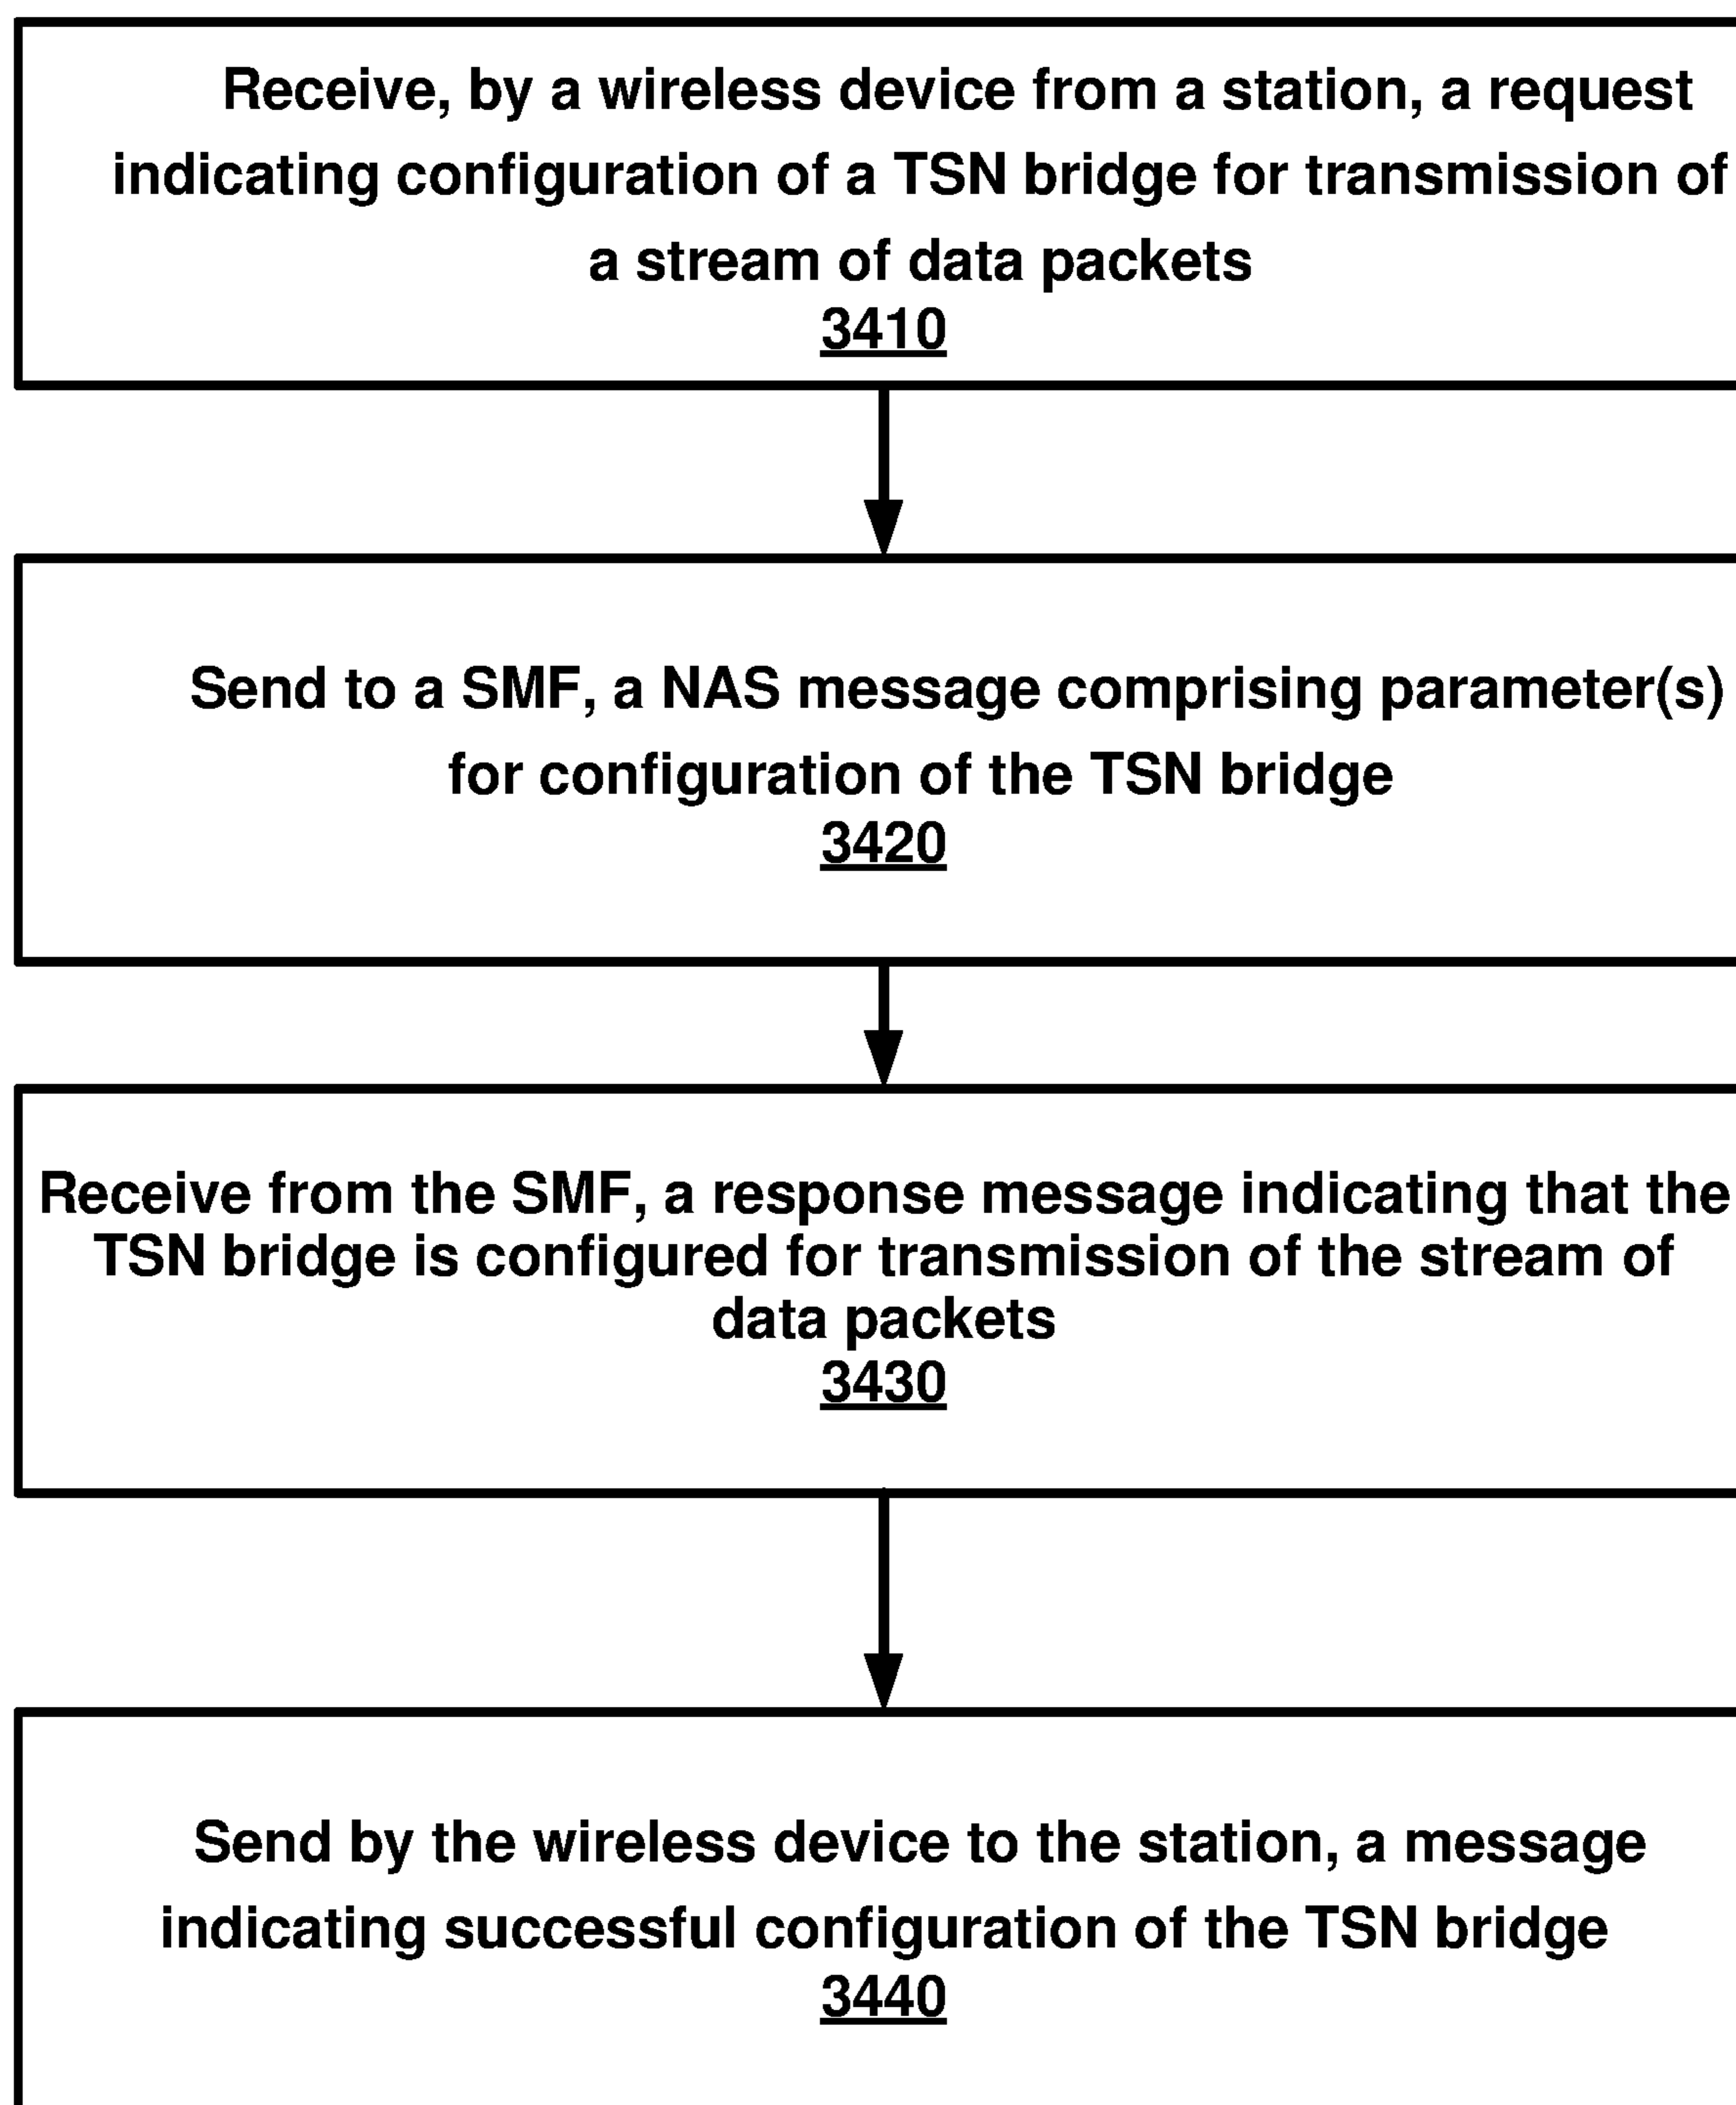 Receive, by a wireless device from a station, a request
indicating configuration of a TSN bridge for transmission of
a stream of data packets
3410
Send to a SMF, a NAS message comprising parameter(s)
for configuration of the TSN bridge
3420
Receive from the SMF, a response message indicating that the
TSN bridge is configured for transmission of the stream of
data packets
3430
Send by the wireless device to the station, a message
indicating successful configuration of the TSN bridge
3440